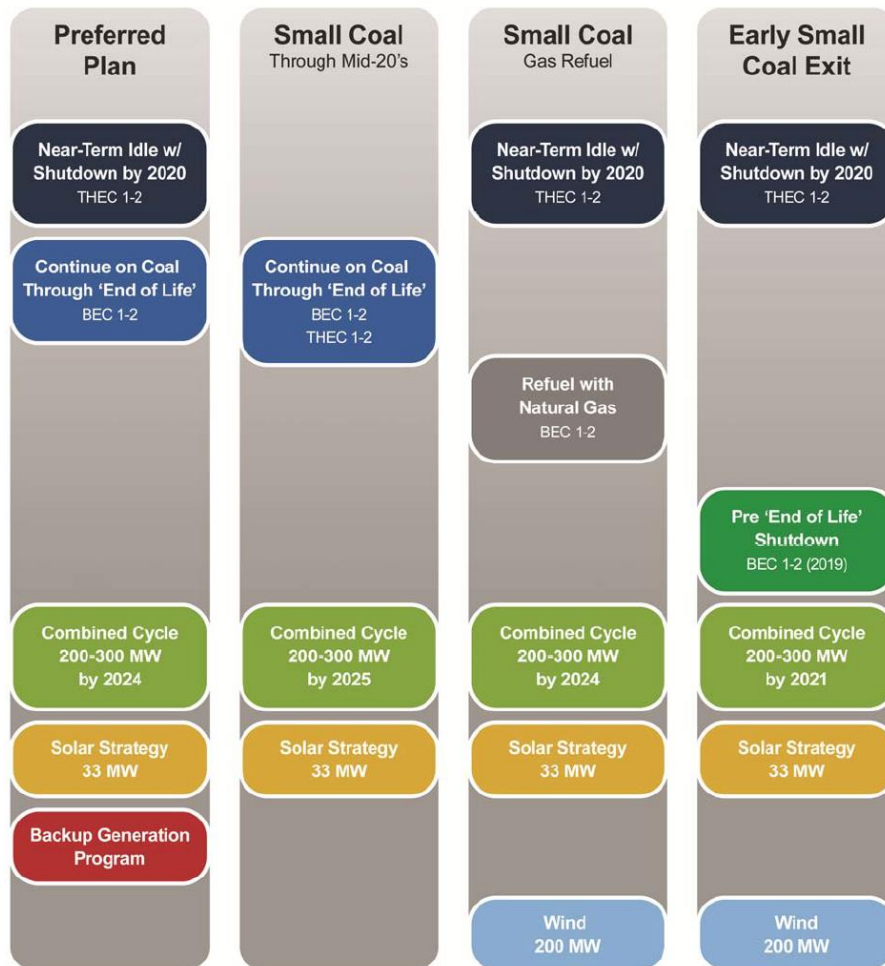 Preferred
Plan
Near-Term Idle w/
Shutdown by 2020
THEC 1-2
Continue on Coal
Through ‘End of Life’
BEC 1-2
Combined Cycle
200-300 MW
by 2024
Solar Strategy
33 MW
Backup Generation
Program
Small Coal
Through Mid-20’s
Continue on Coal
Through ‘End of Life’
BEC 1-2
THEC 1-2
Combined Cycle
200-300 MW
by 2025
Solar Strategy
33 MW
Small Coal
Gas Refuel
Near-Term Idle w/
Shutdown by 2020
THEC 1-2
Refuel with
Natural Gas
BEC 1-2
Combined Cycle
200-300 MW
by 2024
Solar Strategy
33 MW
Wind
200 MW
Early Small
Coal Exit
Near-Term Idle w/
Shutdown by 2020
THEC 1-2
Pre ‘End of Life’
Shutdown
BEC 1-2 (2019)
Combined Cycle
200-300 MW
by 2021
Solar Strategy
33 MW
Wind
200 MW